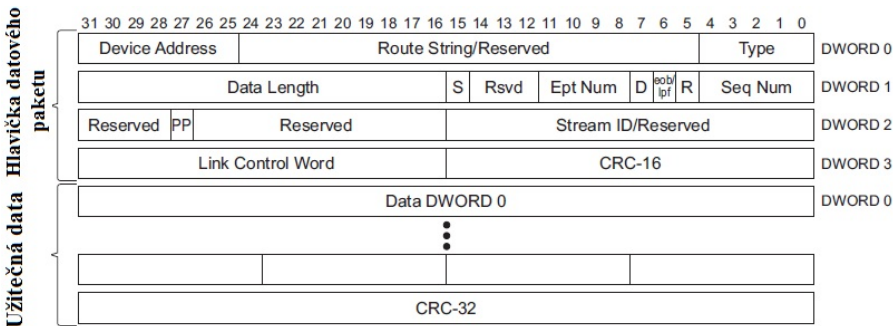 31 30 29 28 27 26 25 24 23 22 21 20 19 18 17 16 15 14 13 12 11 10 9 8 7 6 5 4 3 2 1 0
Hlavička datového
paketu
Device Address Route String/Reserved Type DWORD 0
Data Length S Rsvd Ept Num D eob/ lpf R Seq Num DWORD 1
Reserved PP Reserved Stream ID/Reserved DWORD 2
Link Control Word CRC-16 DWORD 3
Užitečná data
Data DWORD 0 DWORD 0
CRC-32